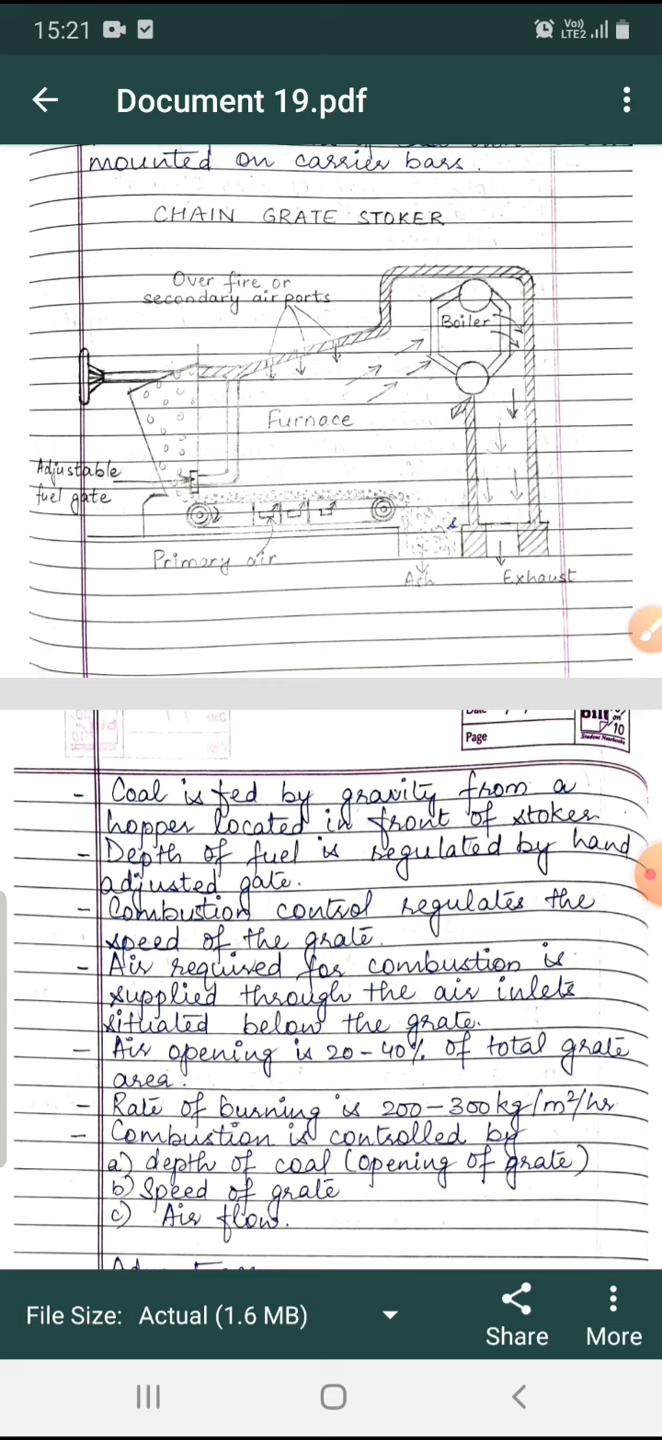 15:21
Vo))
LTE2
Document 19.pdf
mounted on carrier bars.
CHAIN GRATE STOKER
Over fire or
secondary air ports
Boiler
Furnace
Adjustable
fuel gate
Primary air
Ash
Exhaust
Date
Page
- Coal is fed by gravity from a
hopper located in front of stoker
- Depth of fuel is regulated by hand
adjusted gate.
- Combustion control regulates the
speed of the grate.
- Air required for combustion is
supplied through the air inlets
situated below the grate.
- Air opening is 20-40% of total grate
area.
- Rate of burning is 200-300kg/m²/hr
- Combustion is controlled by
a) depth of coal (opening of grate)
b) Speed of grate
c) Air flow.
File Size: Actual (1.6 MB)
Share
More